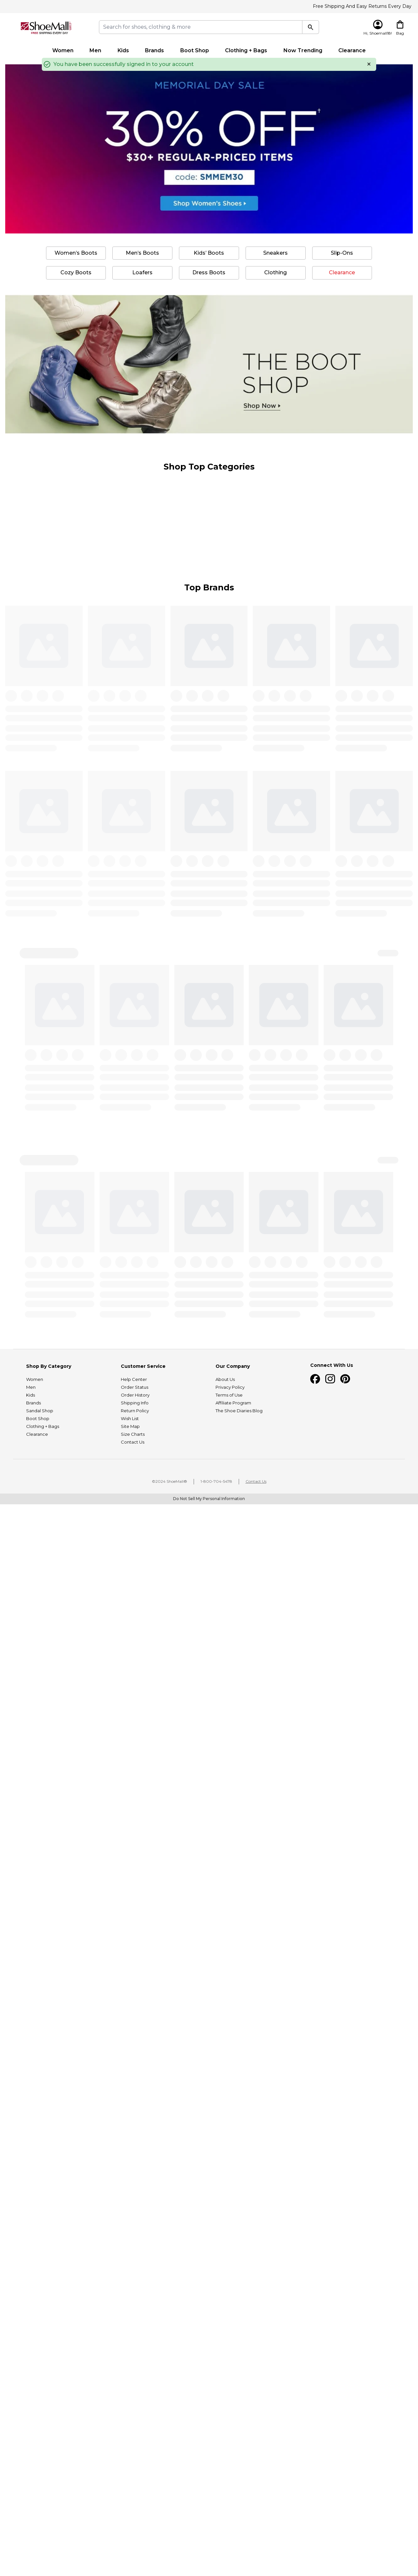 Free Shipping And Easy Returns Every Day
ShoeMall
FREE SHIPPING EVERY DAY
Search for shoes, clothing & more
Hi, Shoemall®!
Bag
Women Men Kids Brands Boot Shop Clothing + Bags Now Trending Clearance
You have been successfully signed in to your account
MEMORIAL DAY SALE
30% OFF†
$30+ REGULAR-PRICED ITEMS
code: SMMEM30
Shop Women's Shoes
Women's Boots Men's Boots Kids' Boots Sneakers Slip-Ons
Cozy Boots Loafers Dress Boots Clothing Clearance
THE BOOT
SHOP
Shop Now
Shop Top Categories
Top Brands
Shop By Category
Women
Men
Kids
Brands
Sandal Shop
Boot Shop
Clothing + Bags
Clearance
Customer Service
Help Center
Order Status
Order History
Shipping Info
Return Policy
Wish List
Site Map
Size Charts
Contact Us
Our Company
About Us
Privacy Policy
Terms of Use
Affiliate Program
The Shoe Diaries Blog
Connect With Us
©2024 ShoeMall®
Contact Us
Do Not Sell My Personal Information